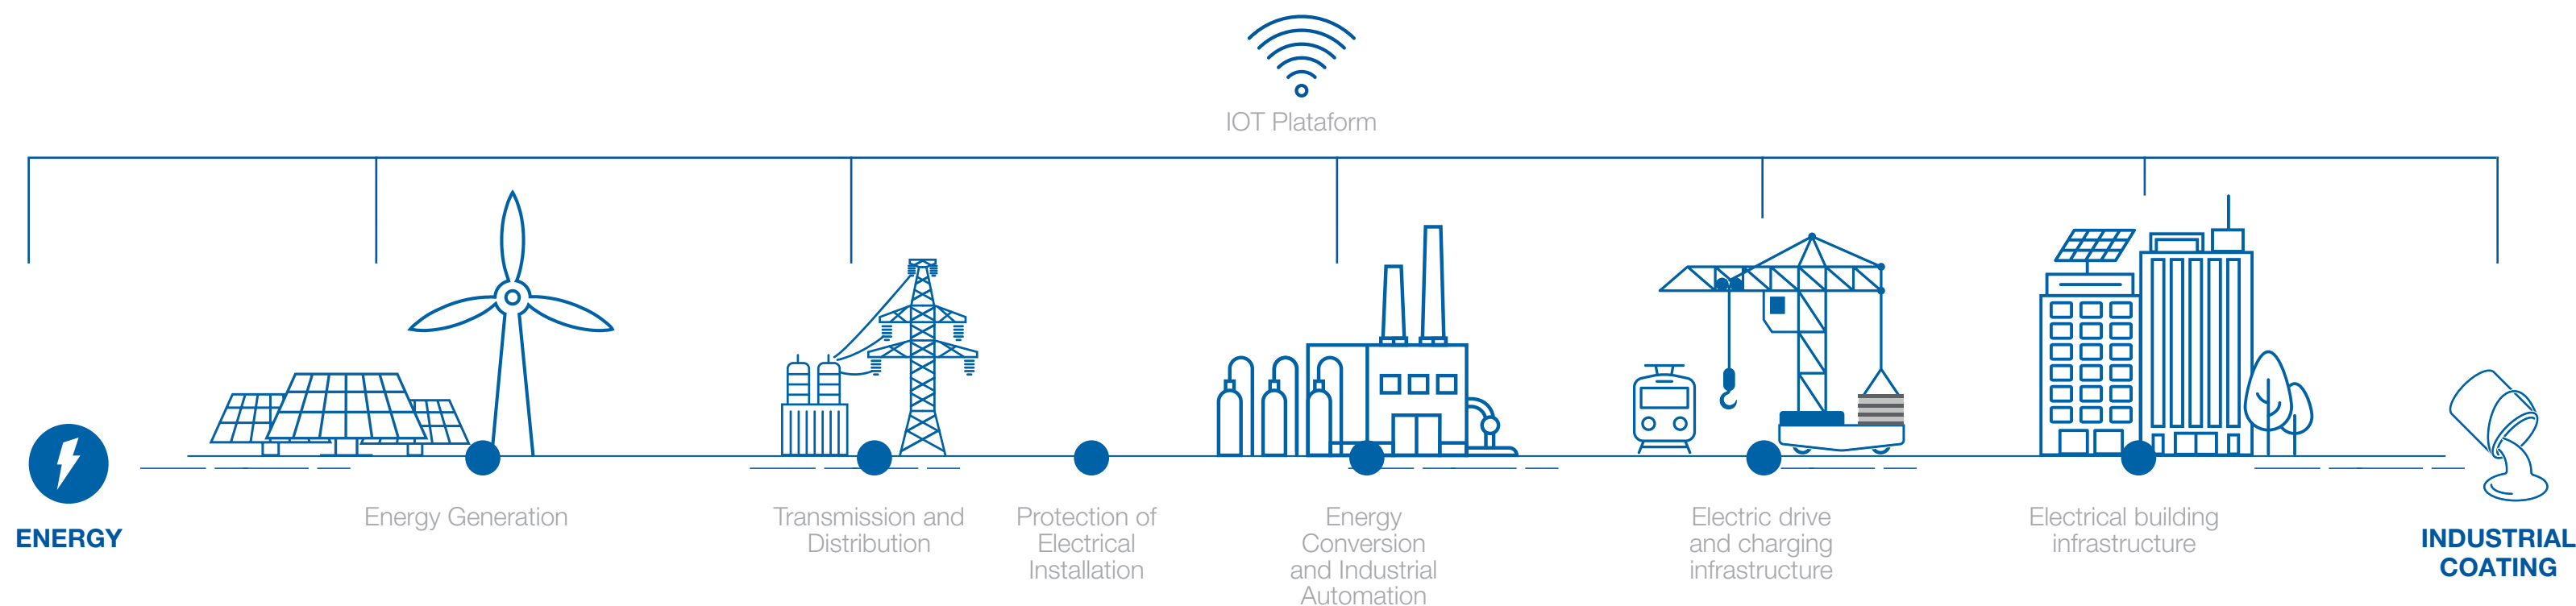 IOT Plataform
ENERGY
Energy Generation
Transmission and
Distribution
Protection of
Electrical
Installation
Energy
Conversion
and Industrial
Automation
Electric drive
and charging
infrastructure
Electrical building
infrastructure
INDUSTRIAL
COATING